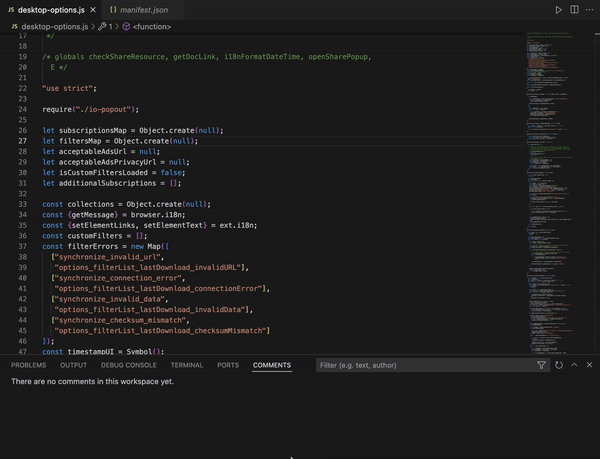 JS desktop-options.js ×
{ } manifest.json
JS desktop-options.js > 1 > <function>
17 */
18
19 /* globals checkShareResource, getDocLink, i18nFormatDateTime, openSharePopup,
20 E */
21
22 "use strict";
23
24 require("./io-popout");
25
26 let subscriptionsMap = Object.create(null);
27 let filtersMap = Object.create(null);
28 let acceptableAdsUrl = null;
29 let acceptableAdsPrivacyUrl = null;
30 let isCustomFiltersLoaded = false;
31 let additionalSubscriptions = [];
32
33 const collections = Object.create(null);
34 const {getMessage} = browser.i18n;
35 const {setElementLinks, setElementText} = ext.i18n;
36 const customFilters = [];
37 const filterErrors = new Map([
38 ["synchronize_invalid_url",
39 "options_filterList_lastDownload_invalidURL"],
40 ["synchronize_connection_error",
41 "options_filterList_lastDownload_connectionError"],
42 ["synchronize_invalid_data",
43 "options_filterList_lastDownload_invalidData"],
44 ["synchronize_checksum_mismatch",
45 "options_filterList_lastDownload_checksumMismatch"]
46 ]);
47 const timestampUI = Symbol();
PROBLEMS OUTPUT DEBUG CONSOLE TERMINAL PORTS COMMENTS Filter (e.g. text, author)
There are no comments in this workspace yet.